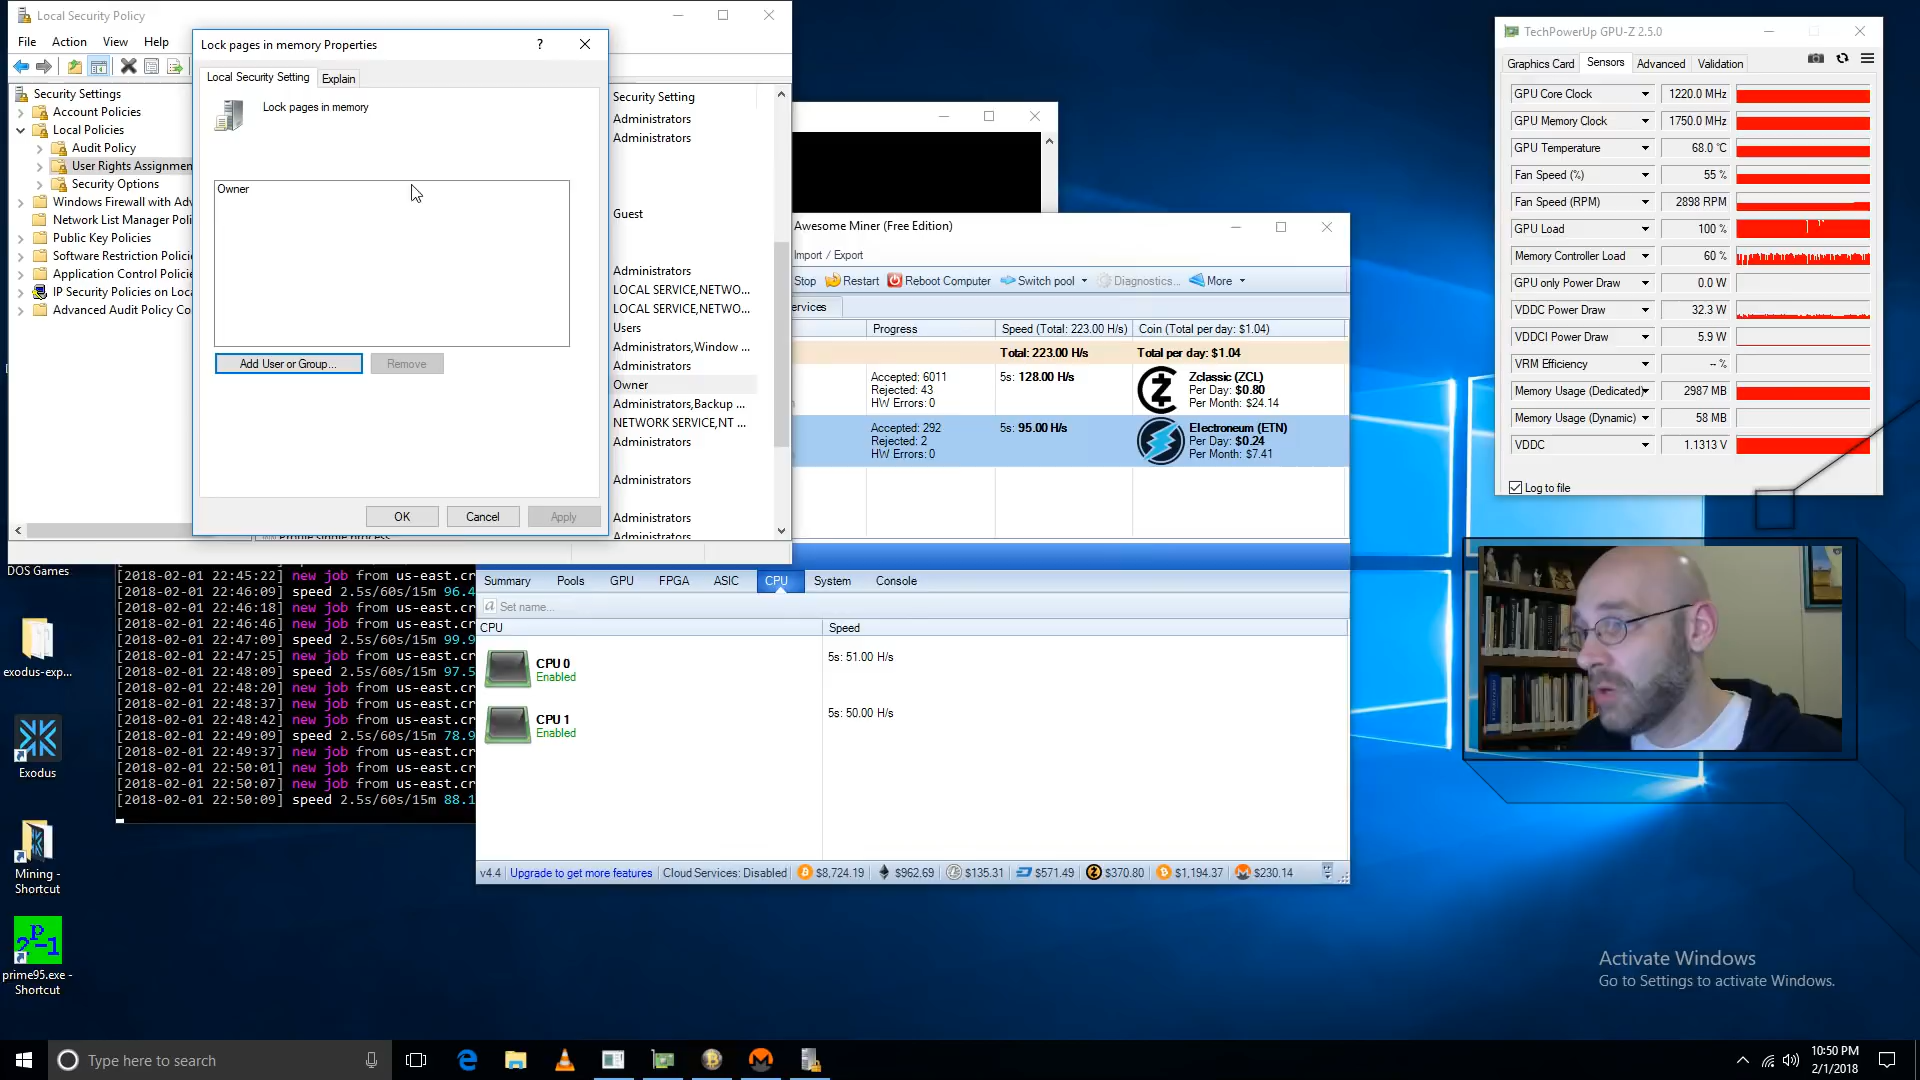 Local Security Policy
File Action View Help
Security Settings
Account Policies
Local Policies
Audit Policy
User Rights Assignmen
Security Options
Windows Firewall with Adv
Network List Manager Poli
Public Key Policies
Software Restriction Polici
Application Control Policie
IP Security Policies on Loca
Advanced Audit Policy Co
Lock pages in memory Properties
?
Local Security Setting Explain
Lock pages in memory
Owner
Add User or Group... Remove
OK Cancel Apply
Security Setting
Administrators
Administrators
Guest
Administrators
LOCAL SERVICE,NETWO...
LOCAL SERVICE,NETWO...
Users
Administrators,Window ...
Administrators
Owner
Administrators,Backup ...
NETWORK SERVICE,NT ...
Administrators
Administrators
Administrators
Administrators
Profile single process
Awesome Miner (Free Edition)
Import / Export
Stop Restart Reboot Computer Switch pool Diagnostics... More
ervices
Progress Speed (Total: 223.00 H/s) Coin (Total per day: $1.04)
Total: 223.00 H/s Total per day: $1.04
Accepted: 6011
Rejected: 43
HW Errors: 0
5s: 128.00 H/s
Zclassic (ZCL)
Per Day: $0.80
Per Month: $24.14
Accepted: 292
Rejected: 2
HW Errors: 0
5s: 95.00 H/s
Electroneum (ETN)
Per Day: $0.24
Per Month: $7.41
Summary Pools GPU FPGA ASIC CPU System Console
Set name...
CPU Speed
CPU 0
Enabled
5s: 51.00 H/s
CPU 1
Enabled
5s: 50.00 H/s
v4.4 Upgrade to get more features Cloud Services: Disabled $8,724.19 $962.69 $135.31 $571.49 $370.80 $1,194.37 $230.14
[2018-02-01 22:45:22] new job from us-east.cr
[2018-02-01 22:46:09] speed 2.5s/60s/15m 96.4
[2018-02-01 22:46:18] new job from us-east.cr
[2018-02-01 22:46:46] new job from us-east.cr
[2018-02-01 22:47:09] speed 2.5s/60s/15m 99.9
[2018-02-01 22:47:25] new job from us-east.cr
[2018-02-01 22:48:09] speed 2.5s/60s/15m 97.5
[2018-02-01 22:48:20] new job from us-east.cr
[2018-02-01 22:48:37] new job from us-east.cr
[2018-02-01 22:48:42] new job from us-east.cr
[2018-02-01 22:49:09] speed 2.5s/60s/15m 78.9
[2018-02-01 22:49:37] new job from us-east.cr
[2018-02-01 22:50:01] new job from us-east.cr
[2018-02-01 22:50:07] new job from us-east.cr
[2018-02-01 22:50:09] speed 2.5s/60s/15m 88.1
TechPowerUp GPU-Z 2.5.0
Graphics Card Sensors Advanced Validation
GPU Core Clock 1220.0 MHz
GPU Memory Clock 1750.0 MHz
GPU Temperature 68.0 °C
Fan Speed (%) 55 %
Fan Speed (RPM) 2898 RPM
GPU Load 100 %
Memory Controller Load 60 %
GPU only Power Draw 0.0 W
VDDC Power Draw 32.3 W
VDDCI Power Draw 5.9 W
VRM Efficiency -- %
Memory Usage (Dedicated) 2987 MB
Memory Usage (Dynamic) 58 MB
VDDC 1.1313 V
Log to file
DOS Games
exodus-exp...
Exodus
Mining -
Shortcut
2P-1
prime95.exe -
Shortcut
Activate Windows
Go to Settings to activate Windows.
Type here to search
10:50 PM
2/1/2018